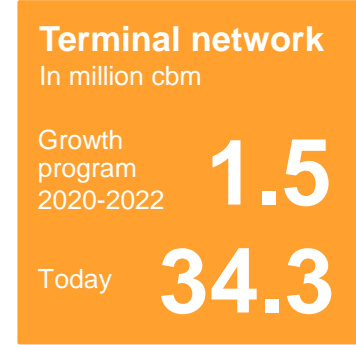 Terminal network
In million cbm
Growth
program
2020-2022
1.5
Today
34.3